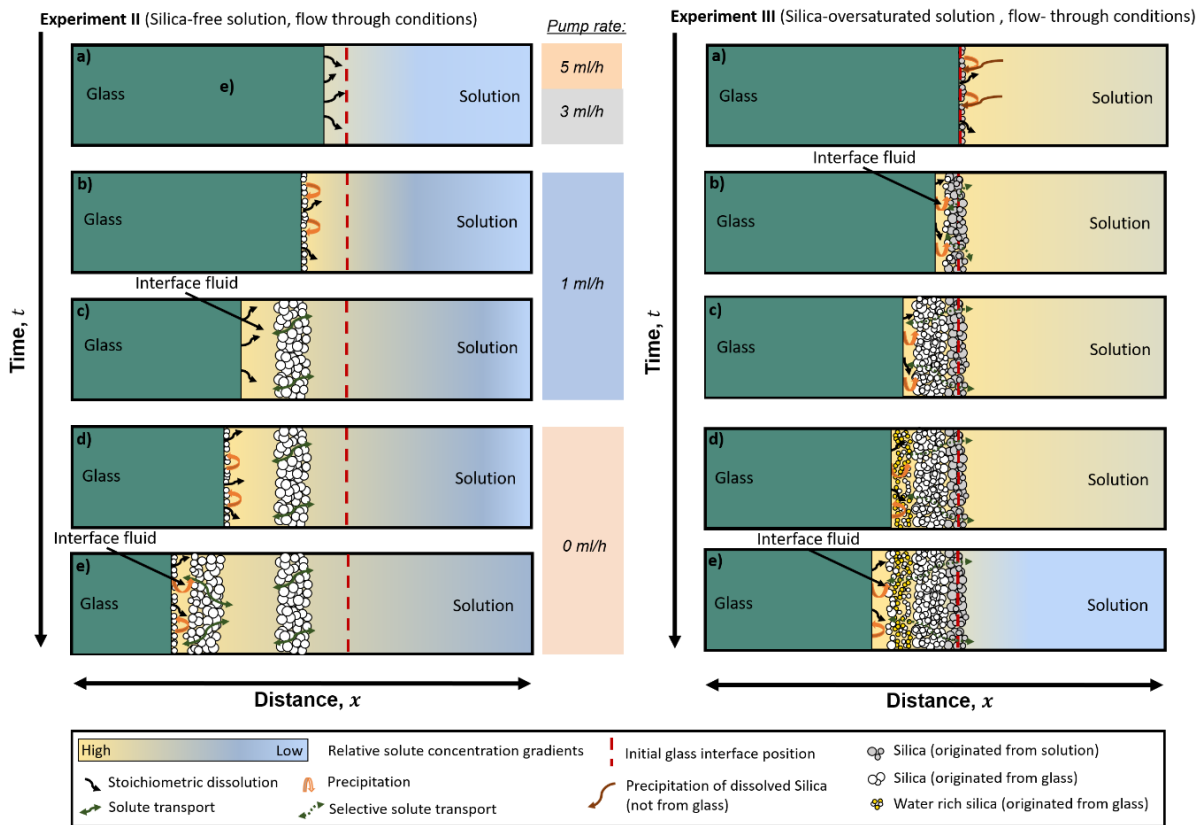 Experiment II (Silica-free solution, flow through conditions)
Pump rate:
a)
Glass
e)
Solution
5 ml/h
3 ml/h
b)
Glass
Solution
Interface fluid
c)
Glass
Solution
1 ml/h
d)
Glass
Solution
Interface fluid
e)
Glass
Solution
0 ml/h
Time, t
Distance, x
Experiment III (Silica-oversaturated solution , flow- through conditions)
a)
Glass
Solution
Interface fluid
b)
Glass
Solution
c)
Glass
Solution
d)
Glass
Solution
Interface fluid
e)
Glass
Solution
Time, t
Distance, x
High
Low
Relative solute concentration gradients
Initial glass interface position
Silica (originated from solution)
Stoichiometric dissolution
Precipitation
Precipitation of dissolved Silica
(not from glass)
Silica (originated from glass)
Solute transport
Selective solute transport
Water rich silica (originated from glass)